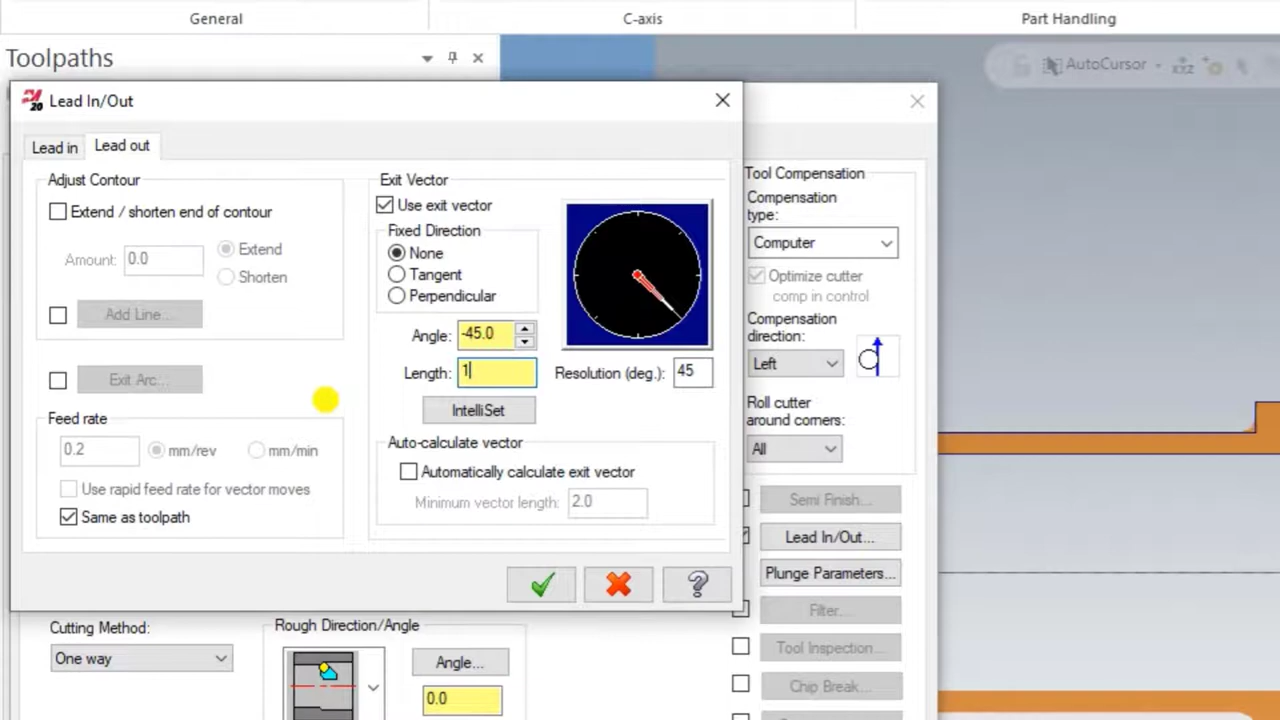 General
C-axis
Part Handling
Toolpaths
AutoCursor
XYZ
20
Lead In/Out
Lead in
Lead out
Adjust Contour
Extend / shorten end of contour
Amount:
0.0
Extend
Shorten
Add Line...
Exit Arc...
Feed rate
0.2
mm/rev
mm/min
Use rapid feed rate for vector moves
Same as toolpath
Exit Vector
Use exit vector
Fixed Direction
None
Tangent
Perpendicular
Angle:
-45.0
Length:
1
Resolution (deg.):
45
IntelliSet
Auto-calculate vector
Automatically calculate exit vector
Minimum vector length:
2.0
Tool Compensation
Compensation
type:
Computer
Optimize cutter
comp in control
Compensation
direction:
Left
Roll cutter
around corners:
All
Semi Finish...
Lead In/Out...
Plunge Parameters...
Filter...
Tool Inspection...
Chip Break...
Cutting Method:
One way
Rough Direction/Angle
Angle...
0.0